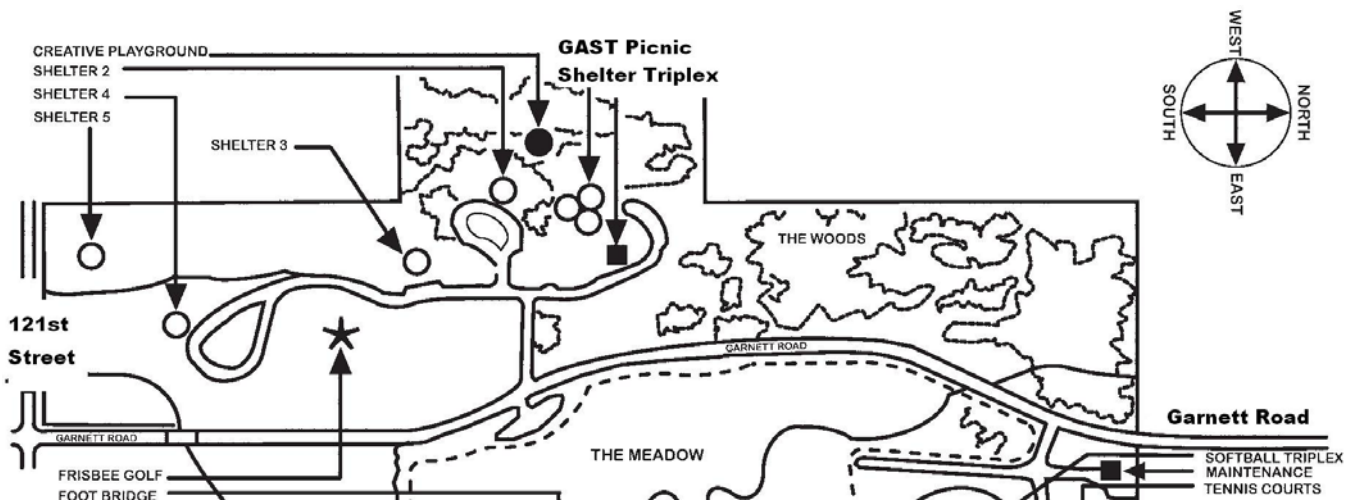 CREATIVE PLAYGROUND
SHELTER 2
SHELTER 4
SHELTER 5
SHELTER 3
GAST Picnic
Shelter Triplex
WEST
SOUTH
NORTH
EAST
THE WOODS
121st
Street
GARNETT ROAD
Garnett Road
GARNETT ROAD
THE MEADOW
FRISBEE GOLF
FOOT BRIDGE
SOFTBALL TRIPLEX
MAINTENANCE
TENNIS COURTS